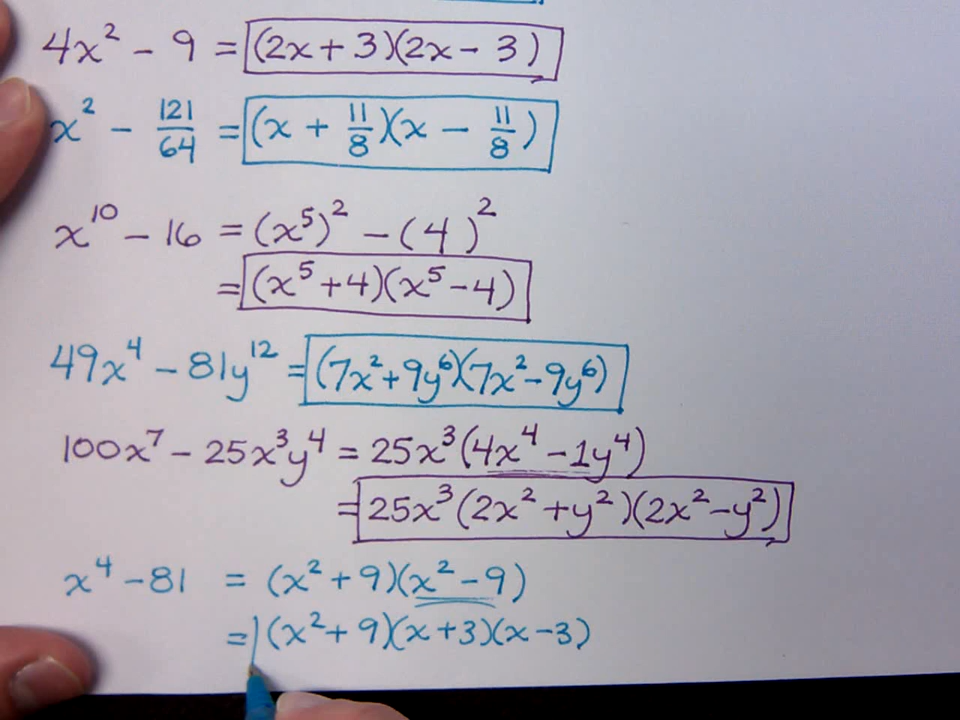 4x² - 9 = (2x + 3)(2x - 3)
x² - 121/64 = (x + 11/8)(x - 11/8)
x¹⁰ - 16 = (x⁵)² - (4)²
= (x⁵ + 4)(x⁵ - 4)
49x⁴ - 81y¹² = (7x² + 9y⁶)(7x² - 9y⁶)
100x⁷ - 25x³y⁴ = 25x³(4x⁴ - 1y⁴)
= 25x³(2x² + y²)(2x² - y²)
x⁴ - 81 = (x² + 9)(x² - 9)
= (x² + 9)(x + 3)(x - 3)